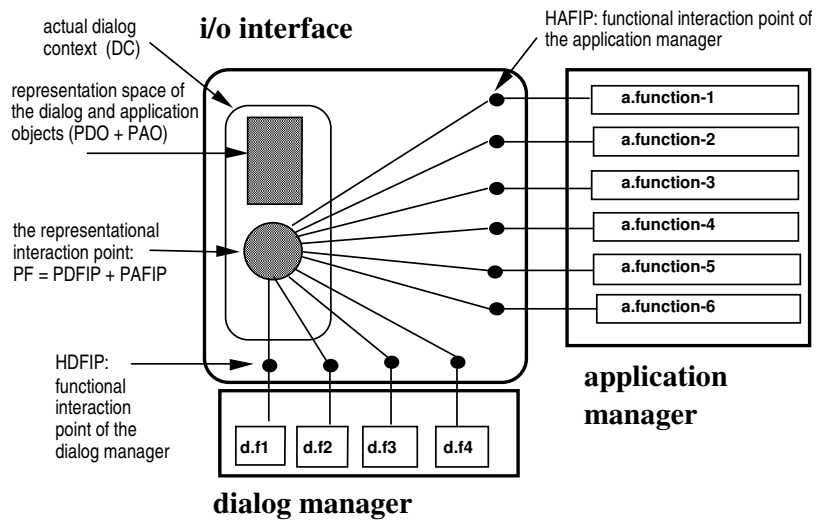 actual dialog
context (DC)
i/o interface
HAFIP: functional interaction point of
the application manager
representation space of
the dialog and application
objects (PDO + PAO)
a.function-1
a.function-2
a.function-3
a.function-4
a.function-5
a.function-6
the representational
interaction point:
PF = PDFIP + PAFIP
HDFIP:
functional
interaction
point of the
dialog manager
application
manager
d.f1
d.f2
d.f3
d.f4
dialog manager